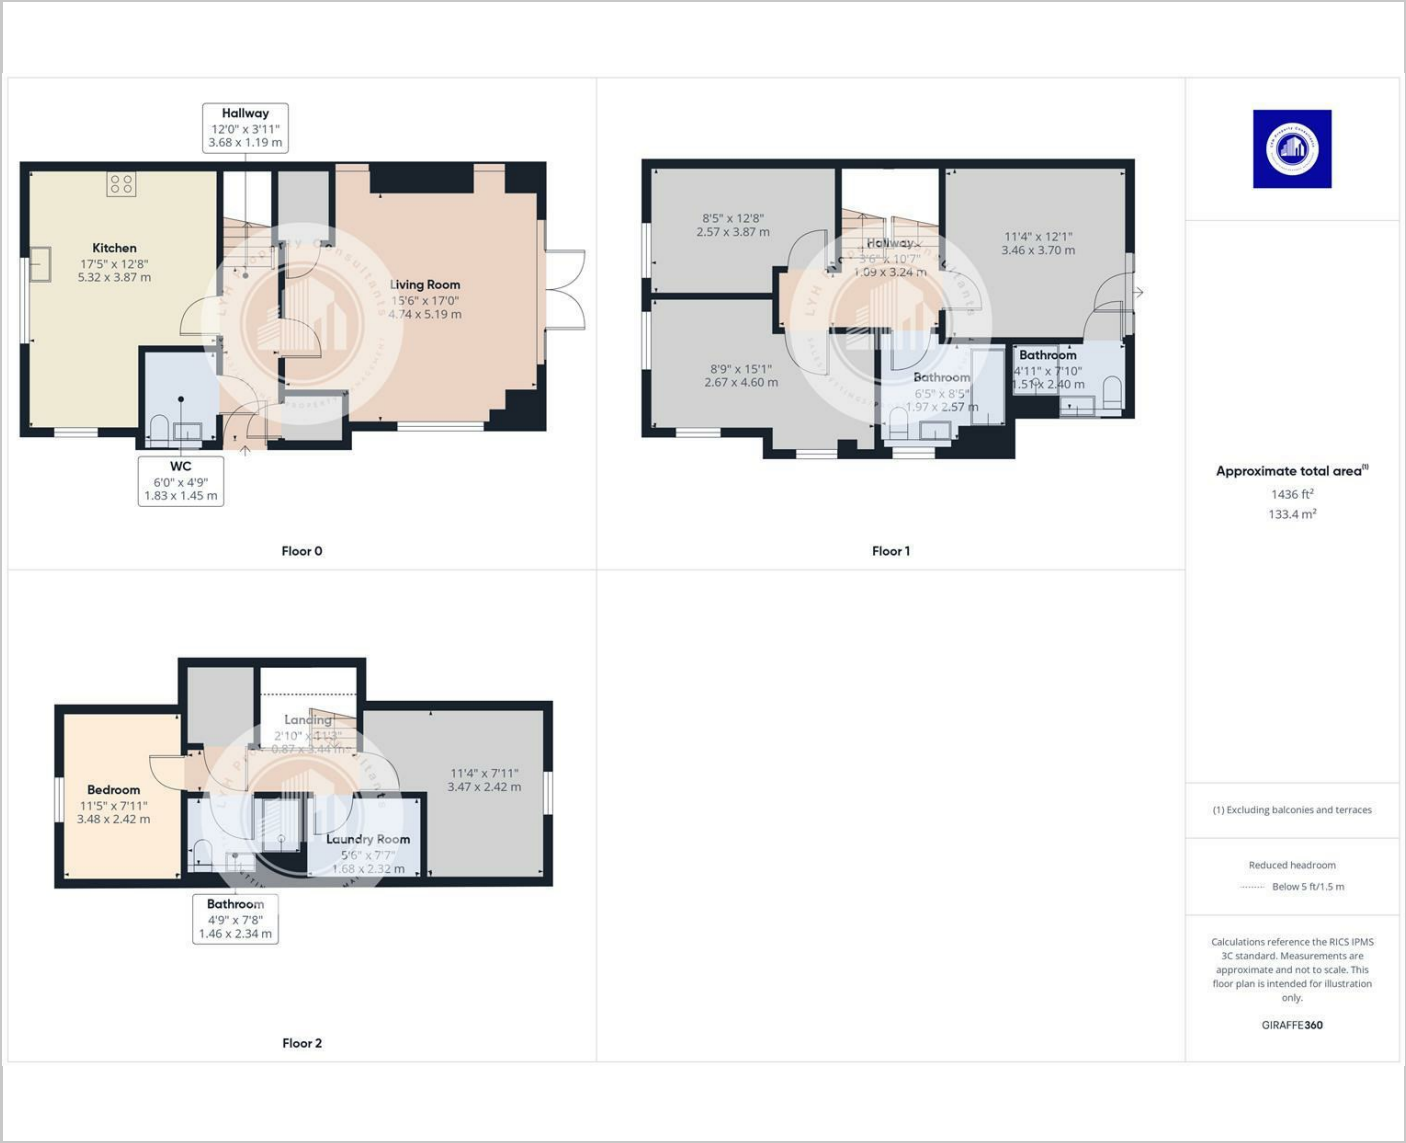 Hallway
12'0" x 3'11"
3.68 x 1.19 m
Kitchen
17'5" x 12'8"
5.32 x 3.87 m
Living Room
15'6" x 17'0"
4.74 x 5.19 m
WC
6'0" x 4'9"
1.83 x 1.45 m
Floor 0
8'5" x 12'8"
2.57 x 3.87 m
Hallway
3'6" x 10'7"
1.09 x 3.24 m
11'4" x 12'1"
3.46 x 3.70 m
8'9" x 15'1"
2.67 x 4.60 m
Bathroom
6'5" x 8'5"
1.97 x 2.57 m
Bathroom
4'11" x 7'10"
1.51 x 2.40 m
Floor 1
Landing
2'10" x 11'3"
0.87 x 3.44 m
Bedroom
11'5" x 7'11"
3.48 x 2.42 m
11'4" x 7'11"
3.47 x 2.42 m
Laundry Room
5'6" x 7'7"
1.68 x 2.32 m
Bathroom
4'9" x 7'8"
1.46 x 2.34 m
Floor 2
LYH Property Consultants
Approximate total area(1)
1436 ft²
133.4 m²
(1) Excluding balconies and terraces
Reduced headroom
Below 5 ft/1.5 m
Calculations reference the RICS IPMS
3C standard. Measurements are
approximate and not to scale. This
floor plan is intended for illustration
only.
GIRAFFE360